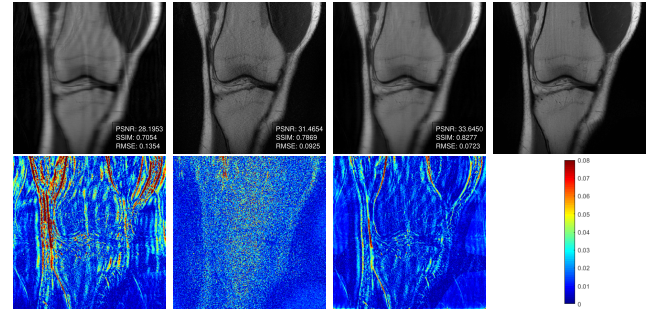 PSNR: 28.1953
SSIM: 0.7054
RMSE: 0.1354
PSNR: 31.4654
SSIM: 0.7869
RMSE: 0.0925
PSNR: 33.6450
SSIM: 0.8277
RMSE: 0.0723
0.08
0.07
0.06
0.05
0.04
0.03
0.02
0.01
0